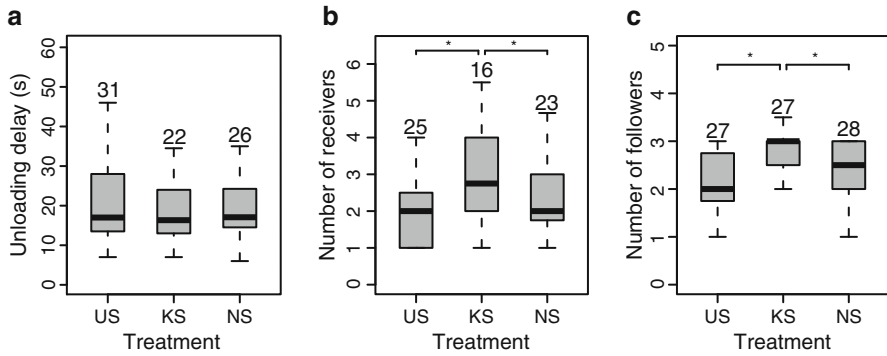 a
Unloading delay (s)
60
50
40
30
20
10
0
31
22
26
US KS NS
Treatment
b
Number of receivers
6
5
4
3
2
1
0
* *
25
16
23
US KS NS
Treatment
c
Number of followers
5
4
3
2
1
0
* *
27
27
28
US KS NS
Treatment